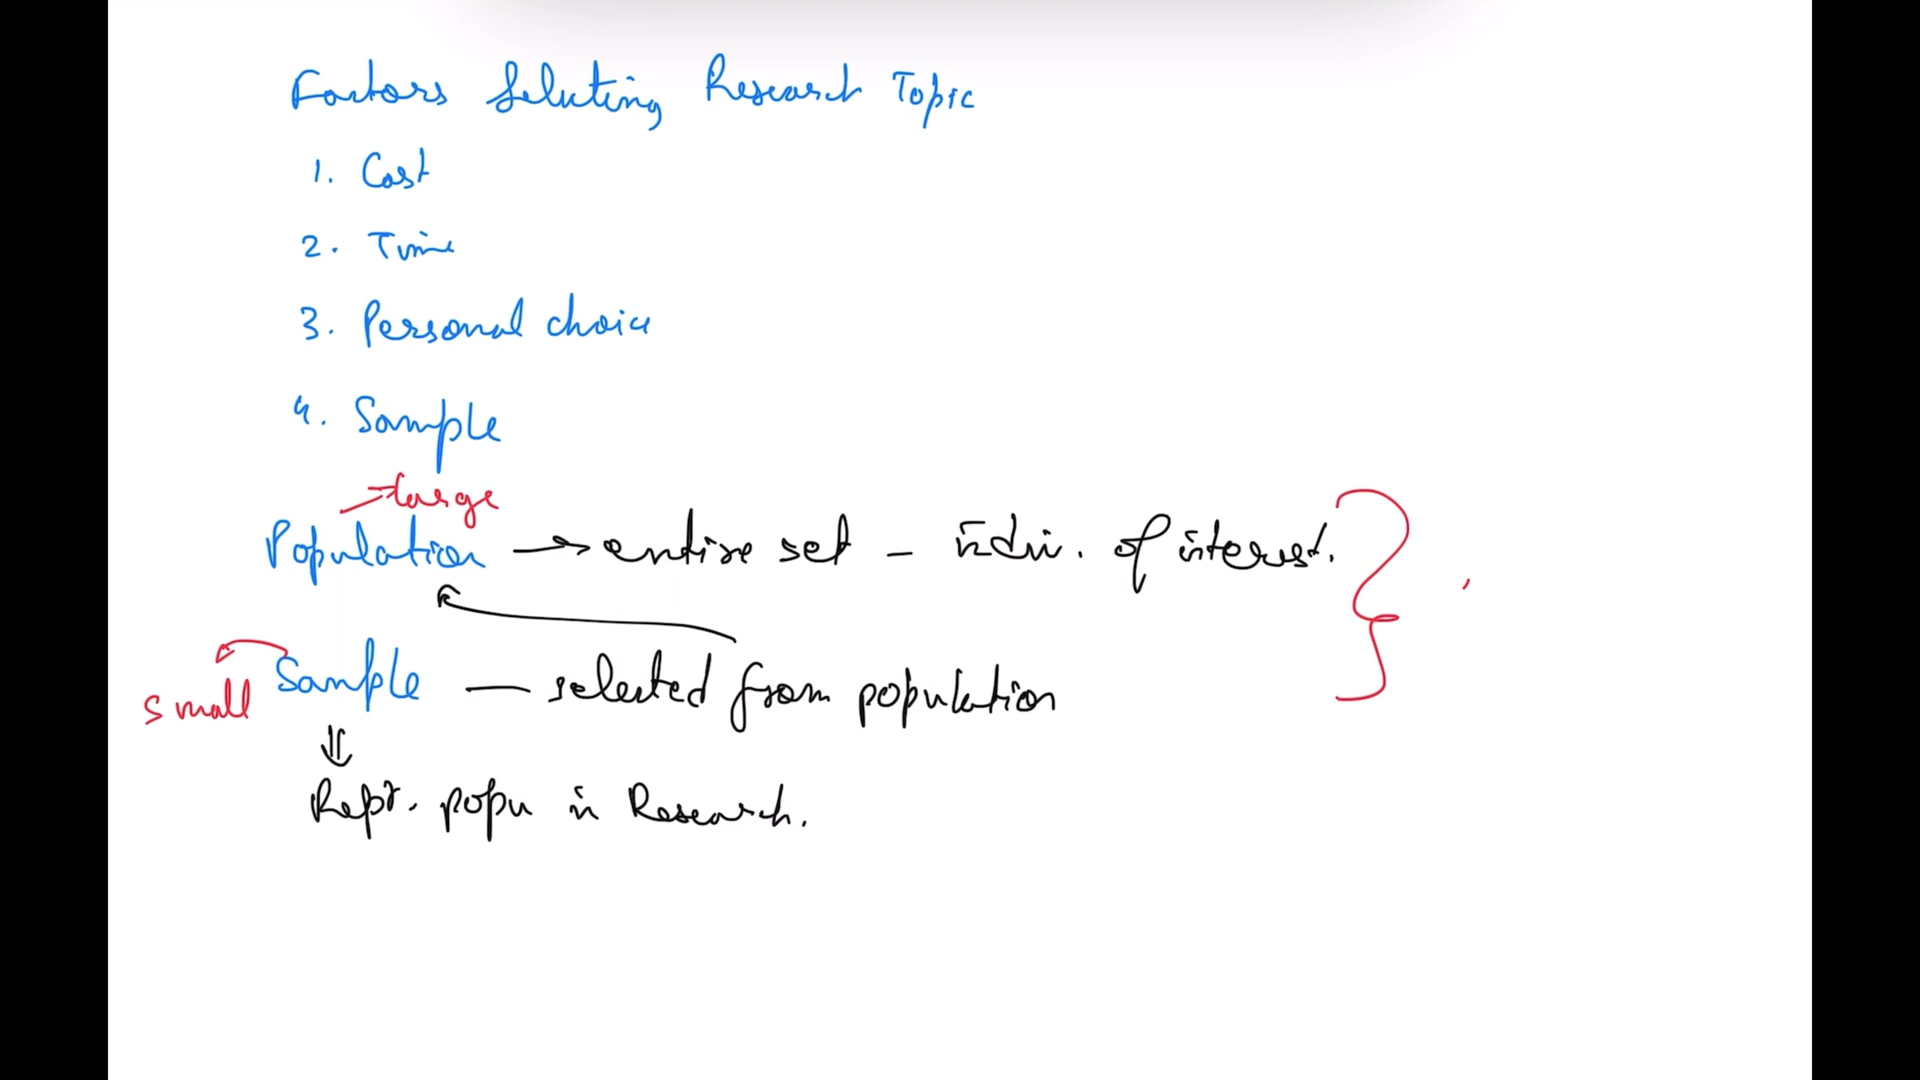 Factors Selecting Research Topic
1. Cost
2. Time
3. Personal choice
4. Sample
large
Population → entire set - indiv. of interest.
small Sample — selected from population
⇓
Repr. popu in Research.